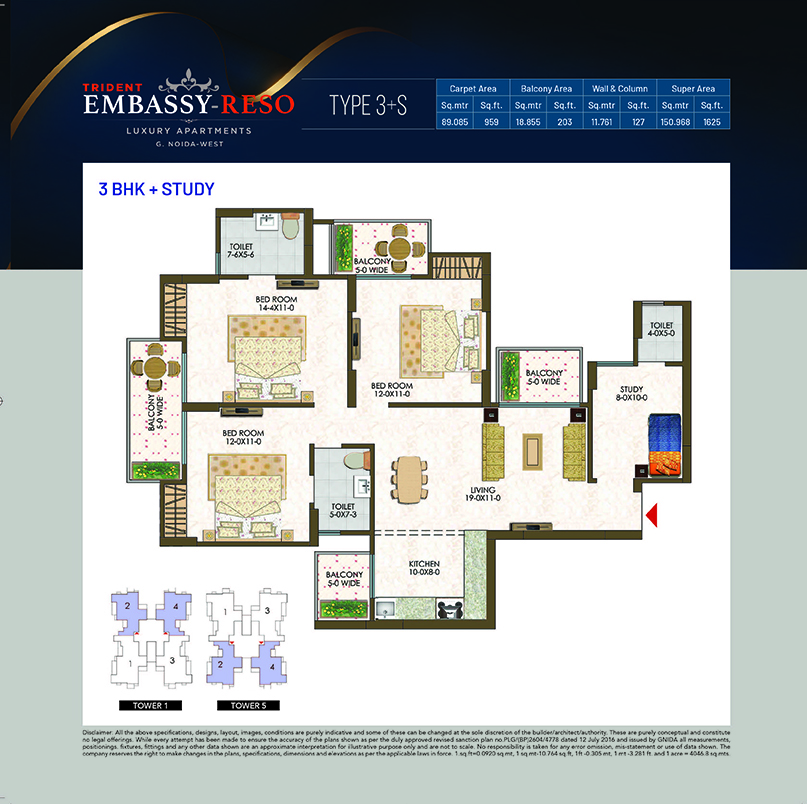 TRIDENT
EMBASSY-RESO
LUXURY APARTMENTS
G. NOIDA-WEST
TYPE 3+S
Carpet Area Balcony Area Wall & Column Super Area
Sq.mtr Sq.ft. Sq.mtr Sq.ft. Sq.mtr Sq.ft. Sq.mtr Sq.ft.
89.085 959 18.855 203 11.761 127 150.968 1625
3 BHK + STUDY
TOILET
7-6X5-6
BALCONY
5-0 WIDE
BED ROOM
14-4X11-0
BED ROOM
12-0X11-0
TOILET
4-0X5-0
BALCONY
5-0 WIDE
BALCONY
5-0 WIDE
STUDY
8-0X10-0
BED ROOM
12-0X11-0
TOILET
5-0X7-3
LIVING
19-0X11-0
KITCHEN
10-0X8-0
BALCONY
5-0 WIDE
2 4
1 3
TOWER 1
1 3
2 4
TOWER 5
Disclaimer: All the above specifications, designs, layout, images, conditions are purely indicative and some of these can be changed at the sole discretion of the builder/architect/authority. These are purely conceptual and constitute
no legal offerings. While every attempt has been made to ensure the accuracy of the plans shown as per the duly approved revised sanction plan no.PLG/(BP)2604/4778 dated 12 July 2016 and issued by GNIDA all measurements,
positionings. fixtures, fittings and any other data shown are an approximate interpretation for illustrative purpose only and are not to scale. No responsibility is taken for any error omission, mis-statement or use of data shown. The
company reserves the right to make changes in the plans, specifications, dimensions and elevations as per the applicable laws in force. 1 sq ft=0.0920 sq mt, 1 sq mt-10.764 sq ft, 1ft -0.305 mt, 1 mt -3.281 ft. and 1 acre = 4046.8 sq mts.